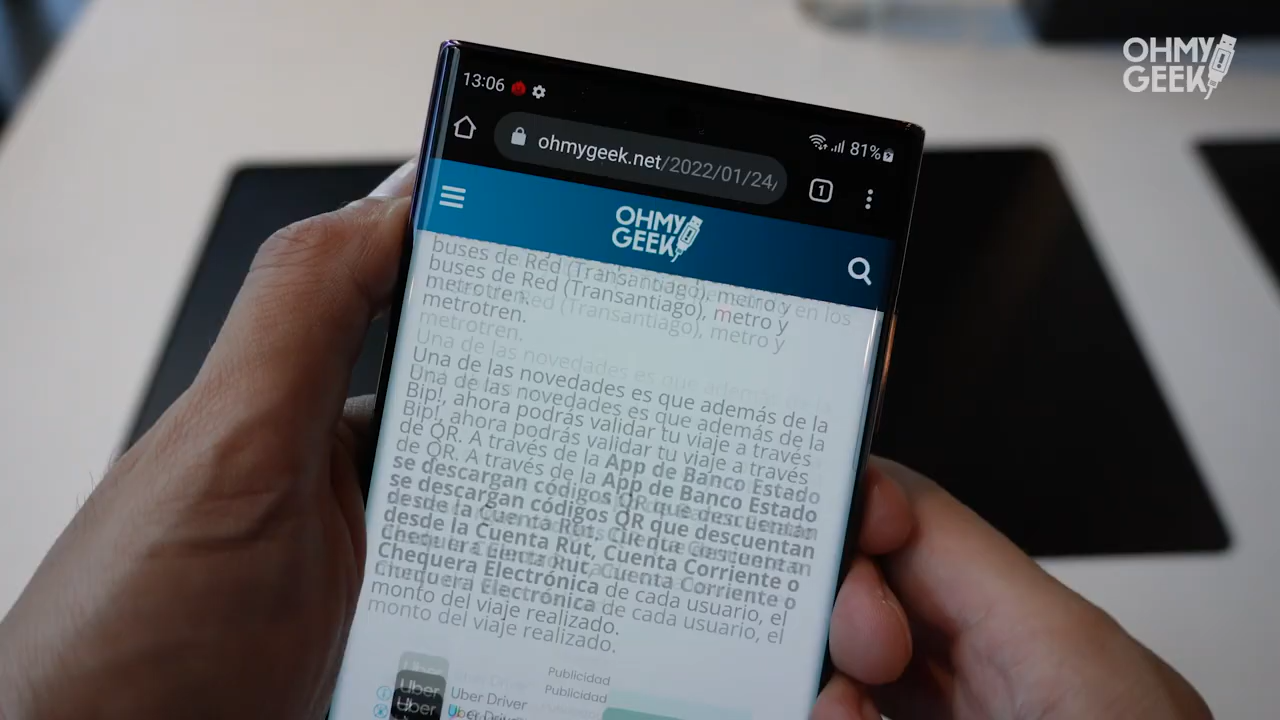 OHMY
GEEK
13:06
81%
ohmygeek.net/2022/01/24/
1
OHMY
GEEK
buses de Red (Transantiago), metro y
metrotren.
Una de las novedades es que además de la
Bip!, ahora podrás validar tu viaje a través
de QR. A través de la App de Banco Estado
se descargan códigos QR que descuentan
desde la Cuenta Rut, Cuenta Corriente o
Chequera Electrónica de cada usuario, el
monto del viaje realizado.
Publicidad
Uber
Uber Driver